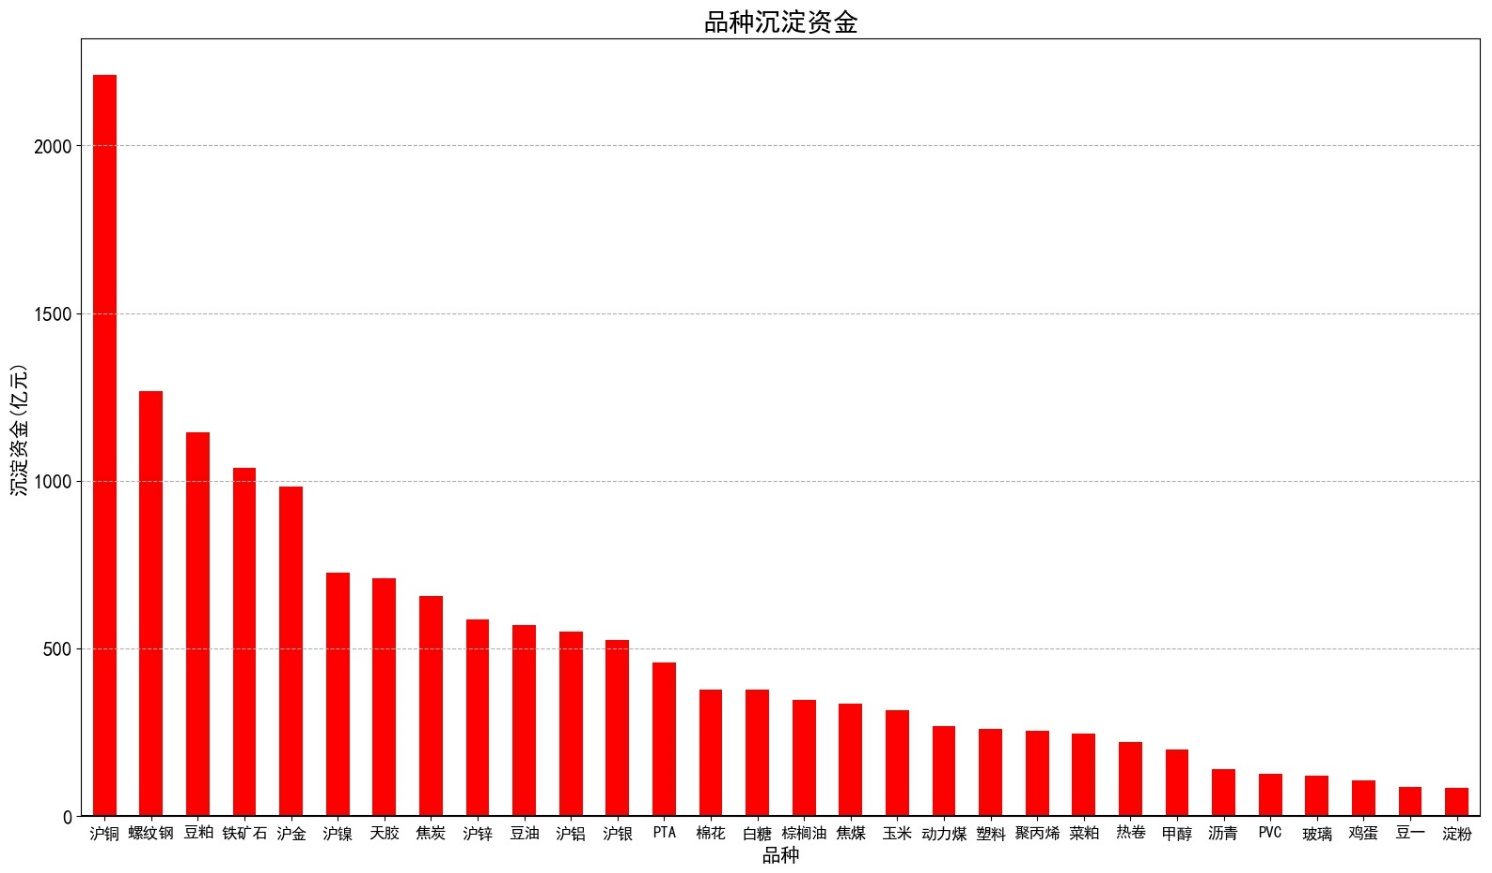 品种沉淀资金
沉淀资金(亿元)
2000
1500
1000
500
0
沪铜 螺纹钢 豆粕 铁矿石 沪金 沪镍 天胶 焦炭 沪锌 豆油 沪铝 沪银 PTA 棉花 白糖 棕榈油 焦煤 玉米 动力煤 塑料 聚丙烯 菜粕 热卷 甲醇 沥青 PVC 玻璃 鸡蛋 豆一 淀粉
品种